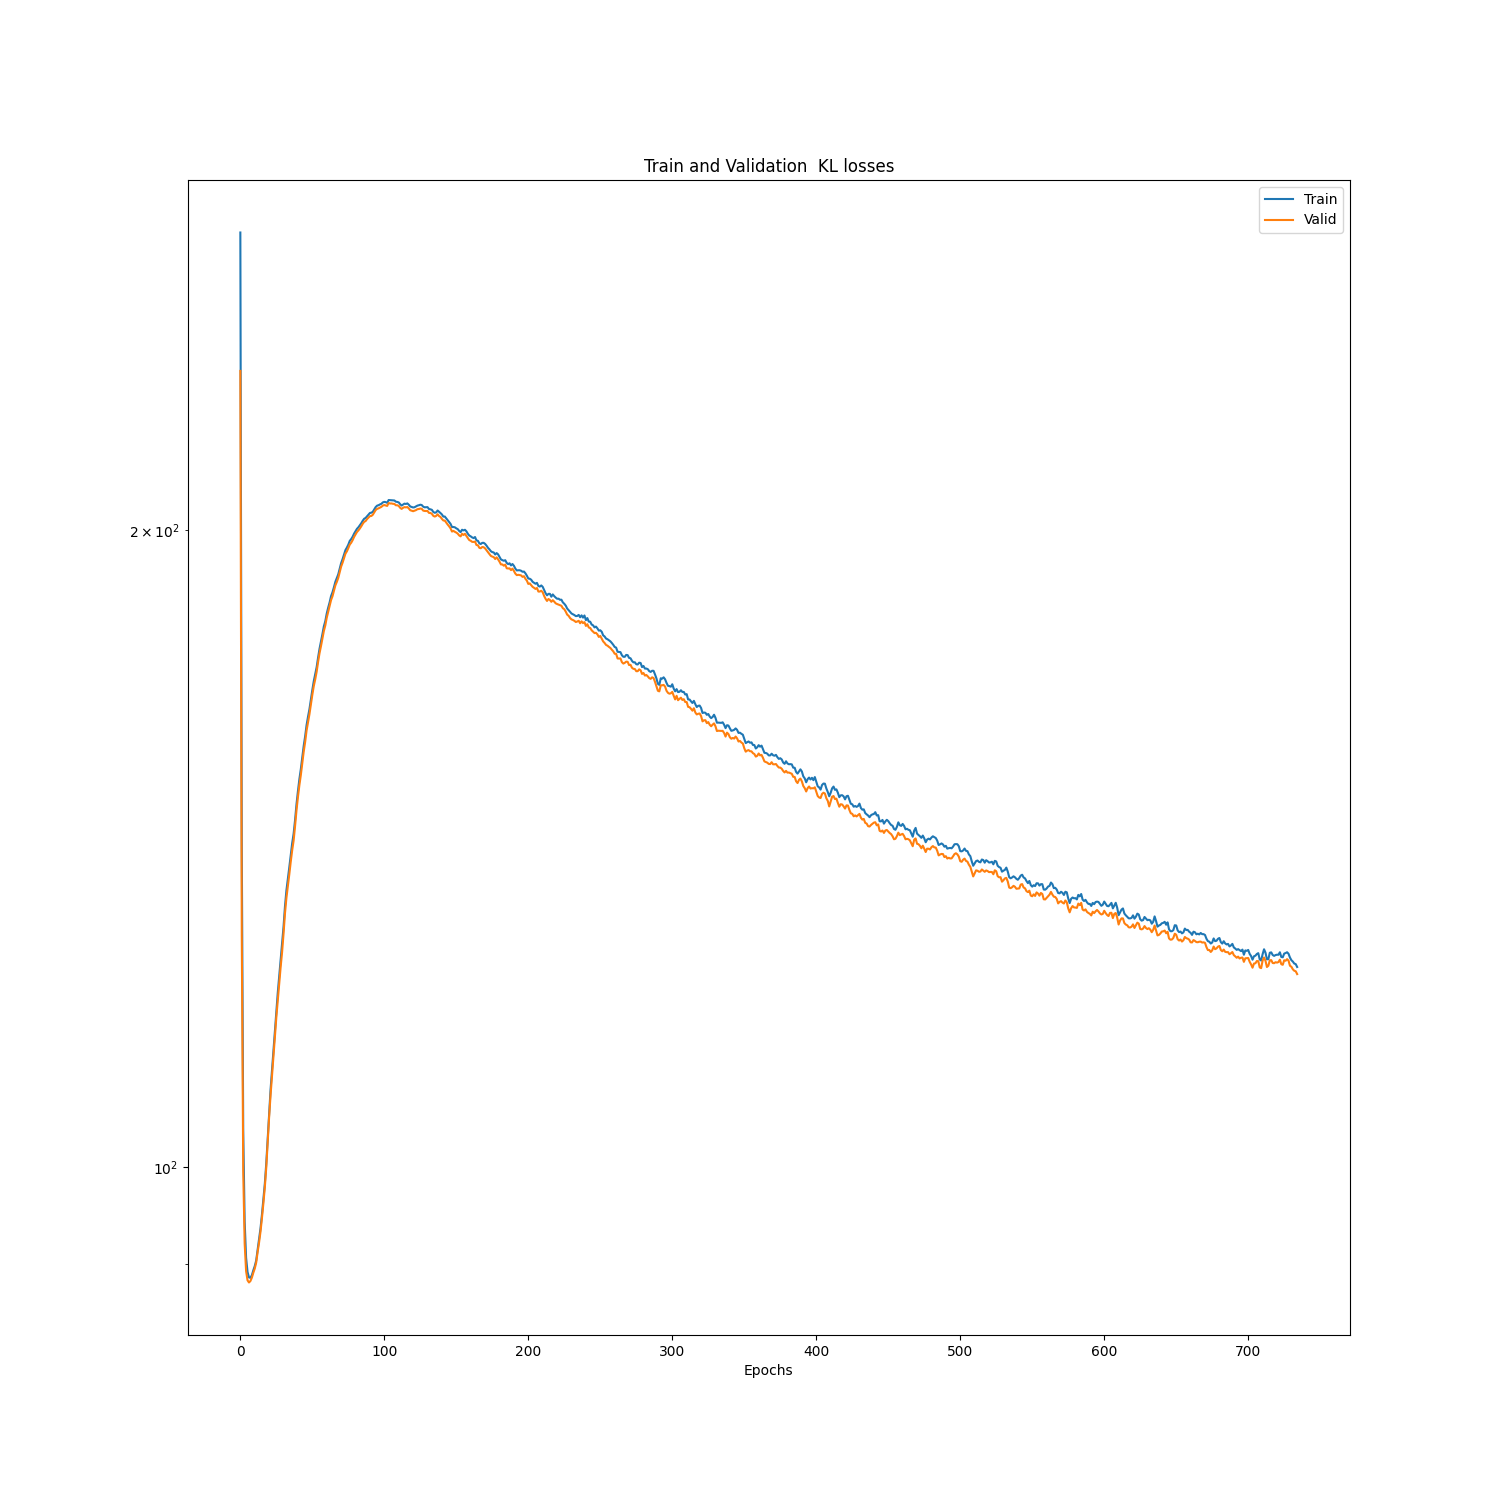 Train and Validation  KL losses
Train
Valid
2 × 10²
10²
0 100 200 300 400 500 600 700
Epochs